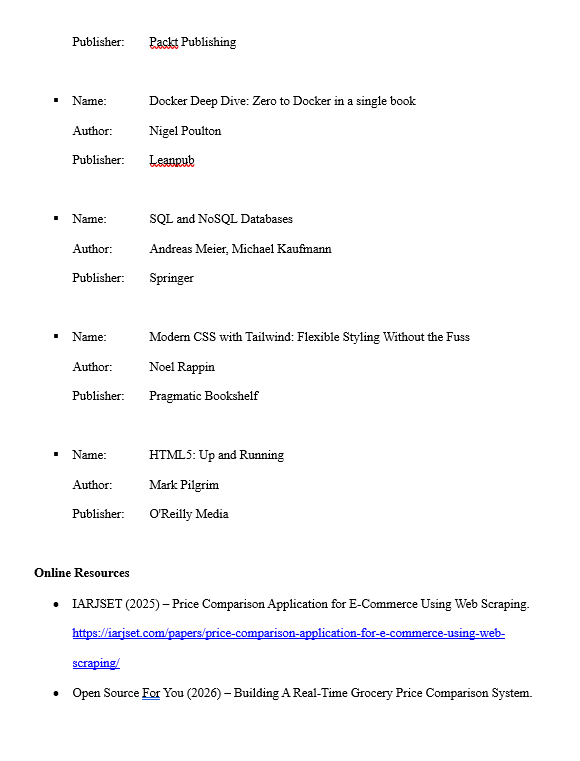 Publisher: Packt Publishing
▪ Name: Docker Deep Dive: Zero to Docker in a single book
Author: Nigel Poulton
Publisher: Leanpub
▪ Name: SQL and NoSQL Databases
Author: Andreas Meier, Michael Kaufmann
Publisher: Springer
▪ Name: Modern CSS with Tailwind: Flexible Styling Without the Fuss
Author: Noel Rappin
Publisher: Pragmatic Bookshelf
▪ Name: HTML5: Up and Running
Author: Mark Pilgrim
Publisher: O'Reilly Media
Online Resources
• IARJSET (2025) – Price Comparison Application for E-Commerce Using Web Scraping.
https://iarjset.com/papers/price-comparison-application-for-e-commerce-using-web-
scraping/
• Open Source For You (2026) – Building A Real-Time Grocery Price Comparison System.